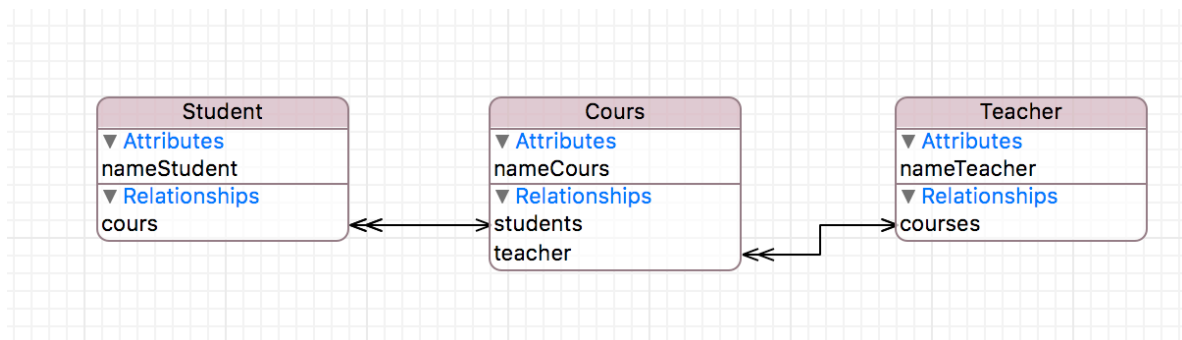 Student
Attributes
nameStudent
Relationships
cours
Cours
Attributes
nameCours
Relationships
students
teacher
Teacher
Attributes
nameTeacher
Relationships
courses